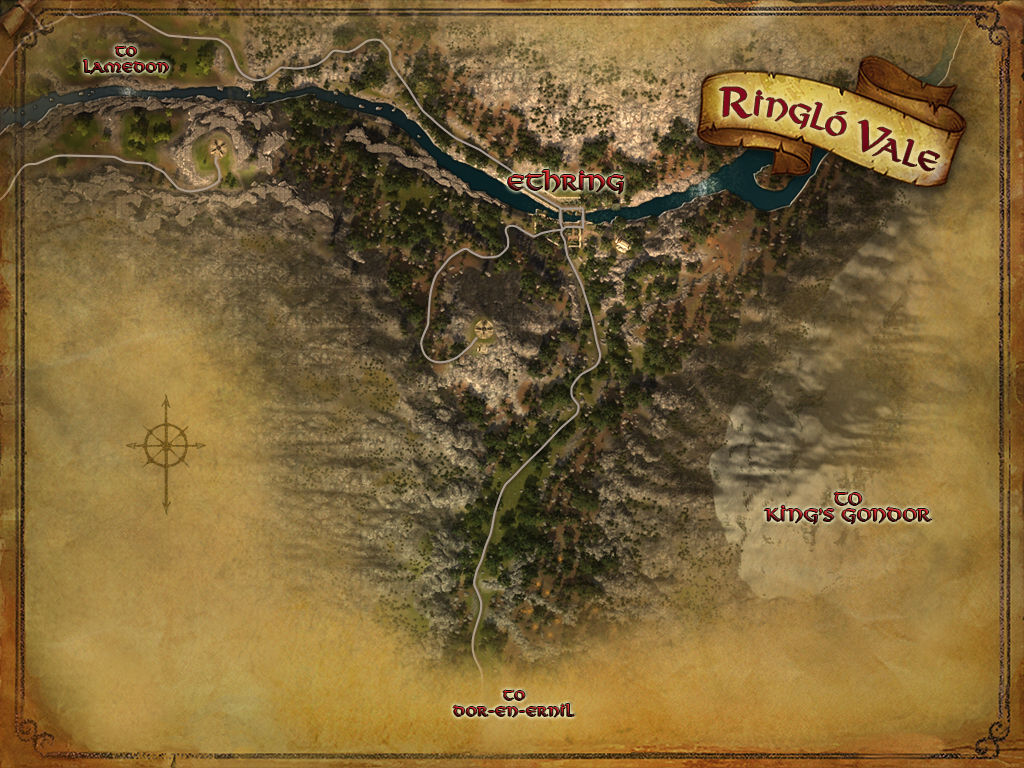 To
Lamedon
Ringló Vale
Ethring
To
King's Gondor
To
Dor-en-Ernil